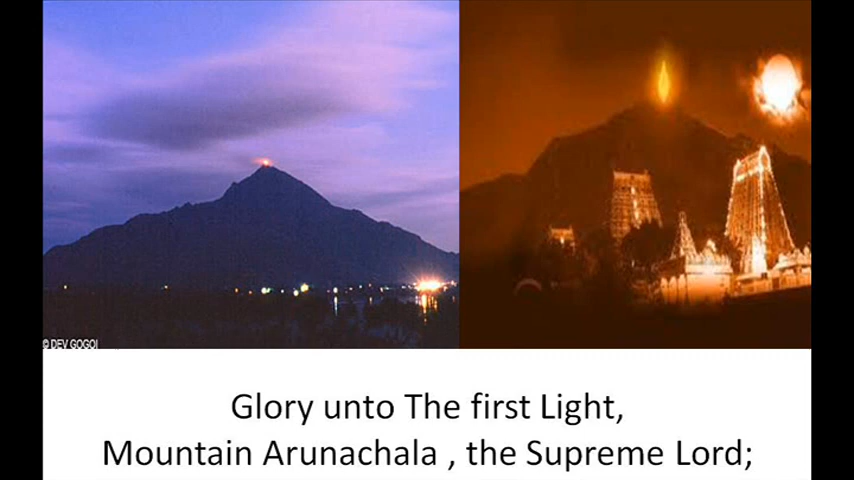 © DEV GOGOI
Glory unto The first Light,
Mountain Arunachala , the Supreme Lord;